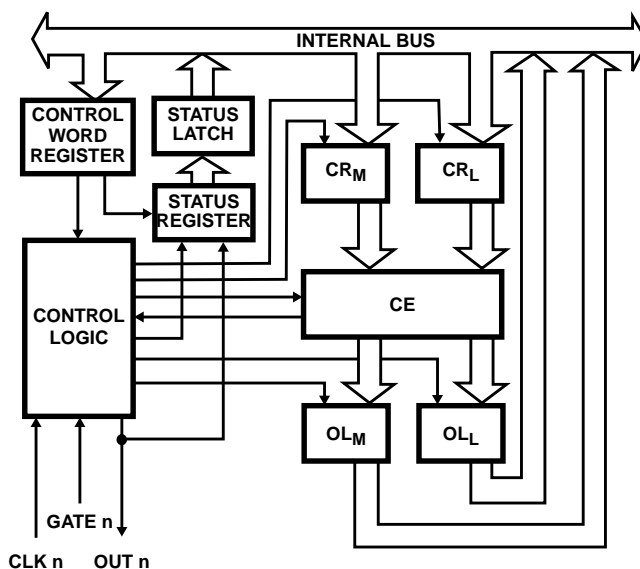 INTERNAL BUS
CONTROL
WORD
REGISTER
STATUS
LATCH
STATUS
REGISTER
CRM
CRL
CONTROL
LOGIC
CE
OLM
OLL
GATE n
CLK n
OUT n